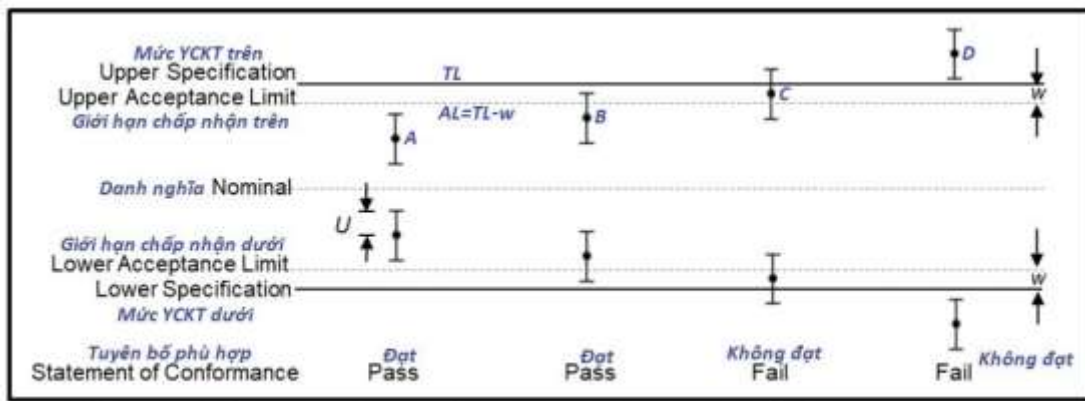 Mức YCKT trên
Upper Specification
TL
D
w
Upper Acceptance Limit
C
AL=TL-w
B
Giới hạn chấp nhận trên
A
Danh nghĩa Nominal
U
Giới hạn chấp nhận dưới
Lower Acceptance Limit
w
Lower Specification
Mức YCKT dưới
Tuyên bố phù hợp Đạt Đạt Không đạt Không đạt
Statement of Conformance Pass Pass Fail Fail